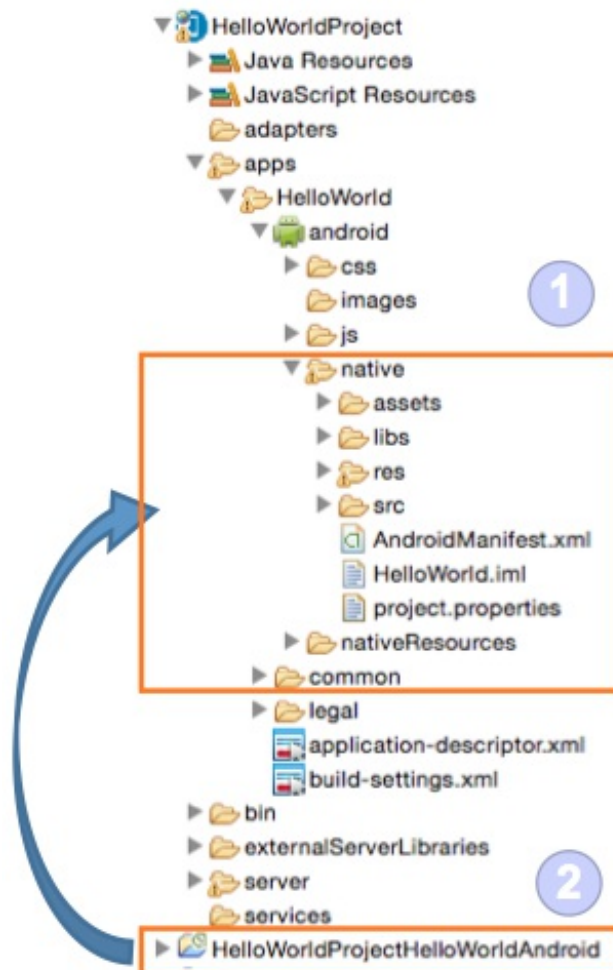 HelloWorldProject
Java Resources
JavaScript Resources
adapters
apps
HelloWorld
android
css
images
1
js
native
assets
libs
res
src
AndroidManifest.xml
HelloWorld.iml
project.properties
nativeResources
common
legal
application-descriptor.xml
build-settings.xml
bin
externalServerLibraries
server
2
services
HelloWorldProjectHelloWorldAndroid